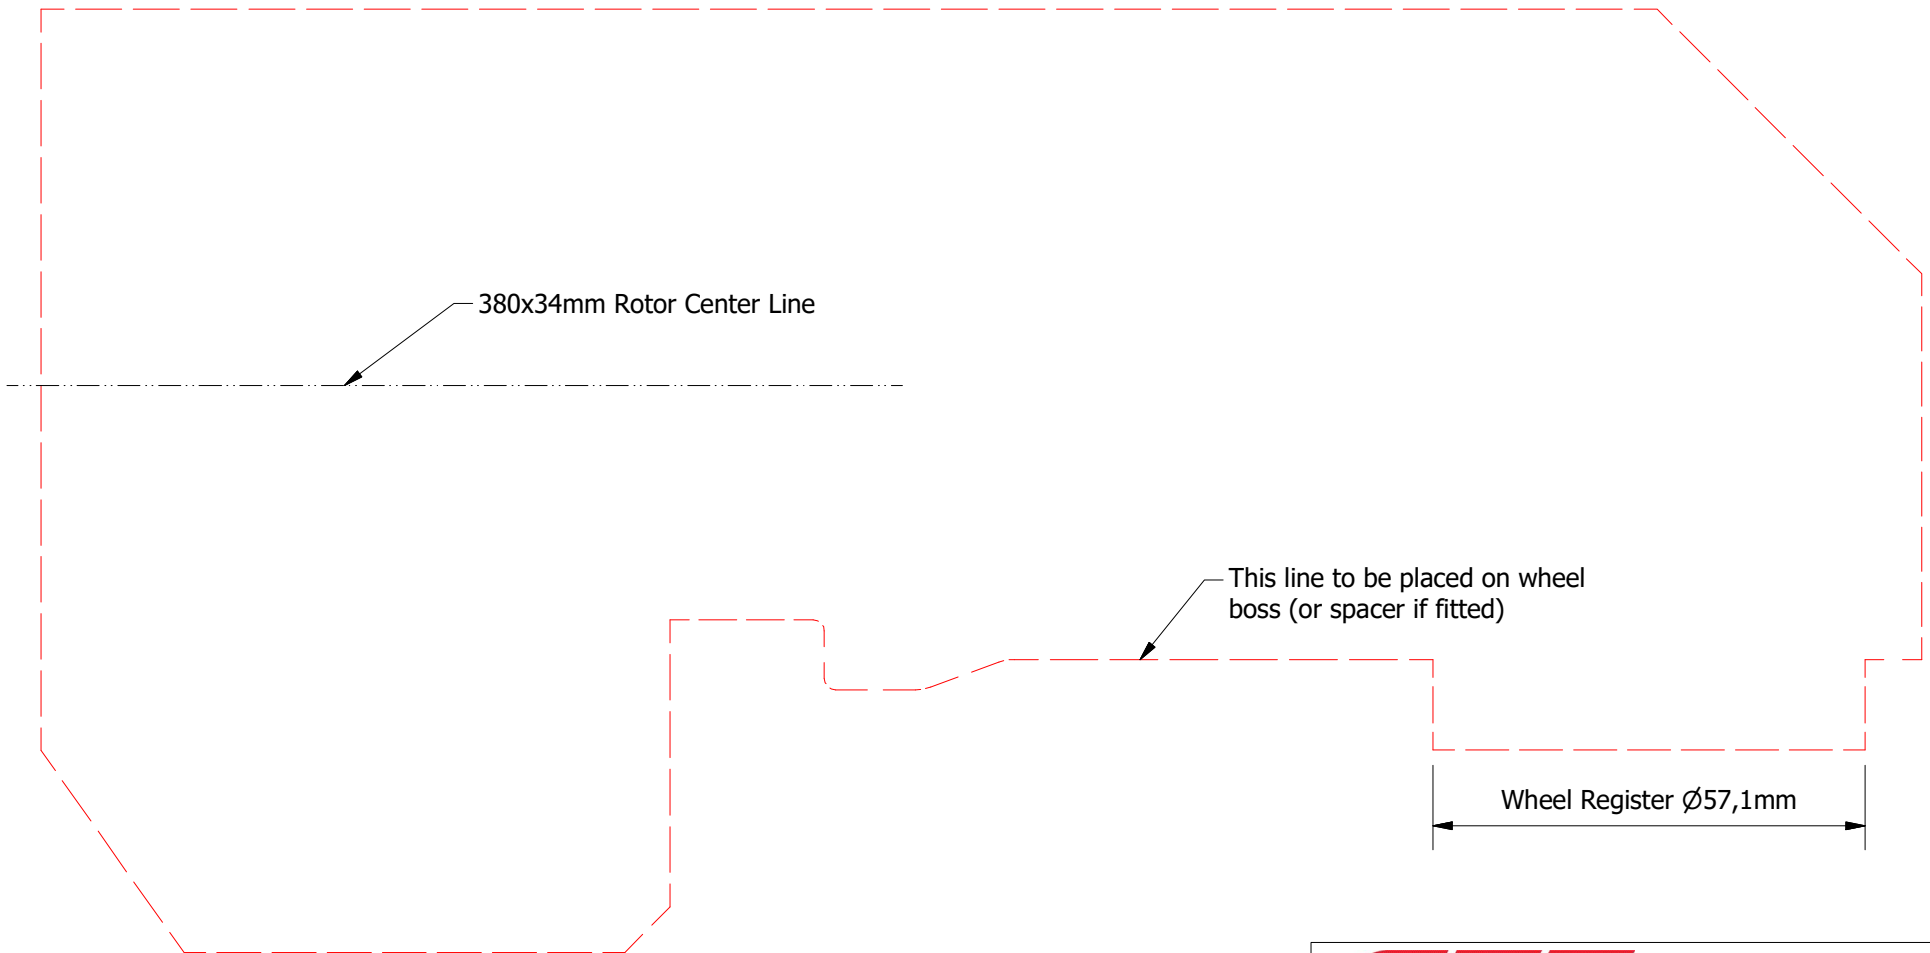 380x34mm Rotor Center Line
This line to be placed on wheel
boss (or spacer if fitted)
Wheel Register Ø57,1mm